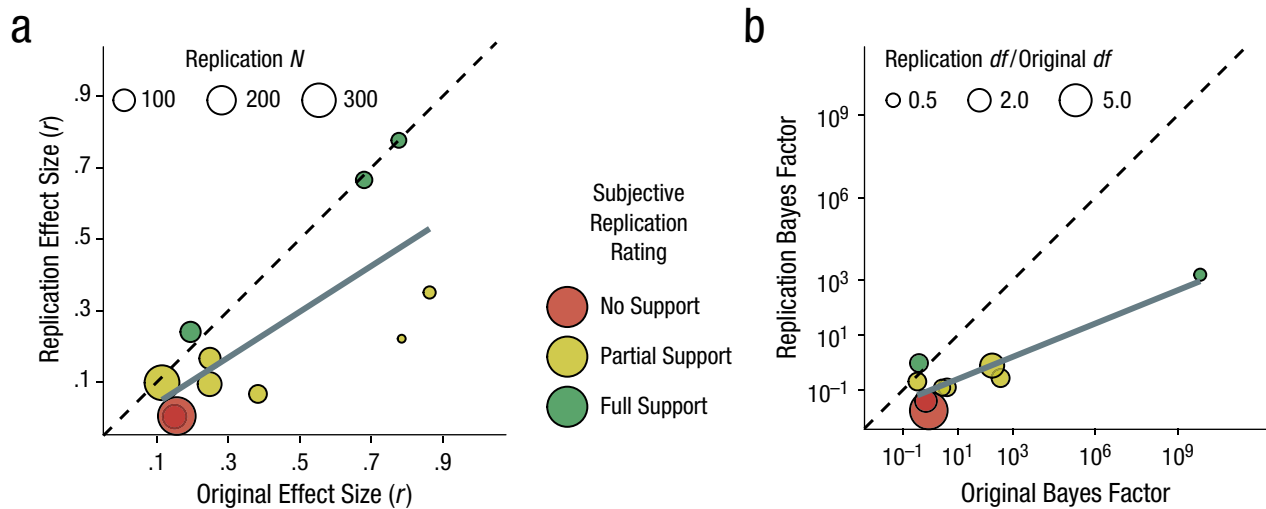 a
Replication N
100 200 300
.9
.7
.5
.3
.1
Replication Effect Size (r)
.1 .3 .5 .7 .9
Original Effect Size (r)
Subjective
Replication
Rating
No Support
Partial Support
Full Support
b
Replication df/Original df
0.5 2.0 5.0
10⁹
10⁶
10³
10¹
10⁻¹
Replication Bayes Factor
10⁻¹ 10¹ 10³ 10⁶ 10⁹
Original Bayes Factor